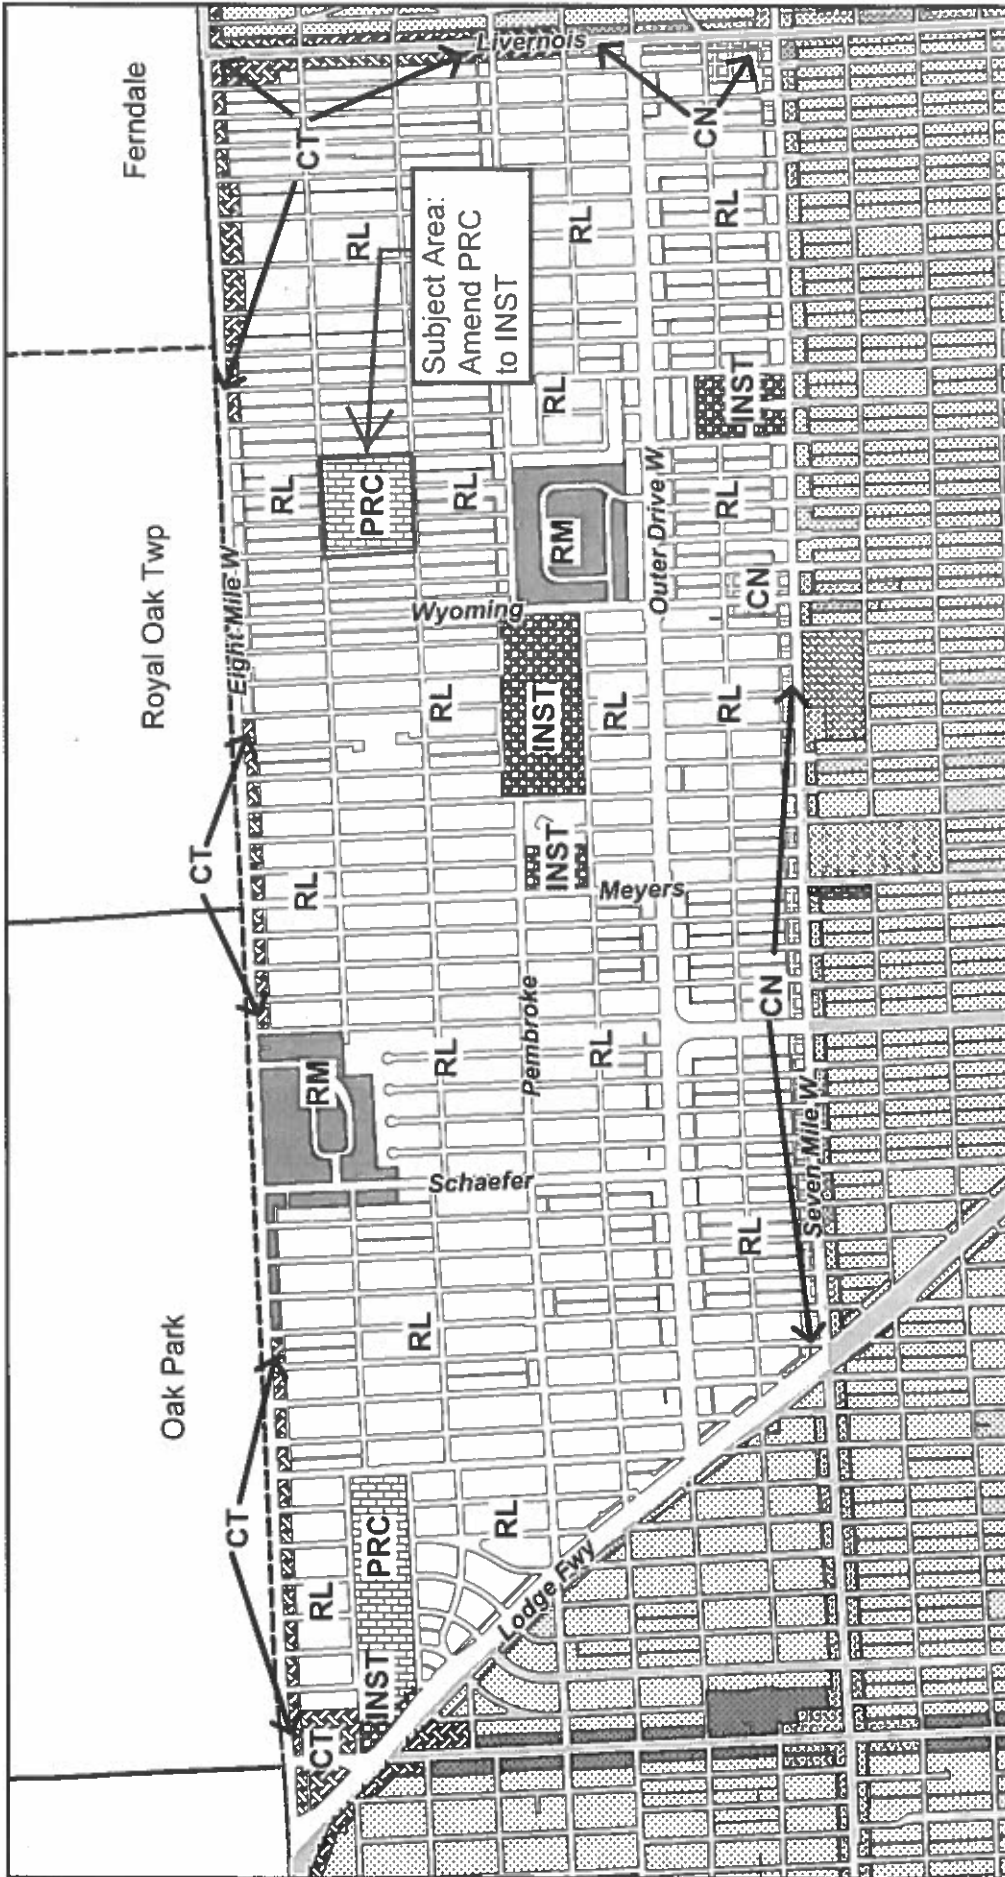 Oak Park
Royal Oak Twp
Ferndale
Eight Mile W
CT
CT
CT
CT
RL
RL
RL
RL
INST
PRC
RM
PRC
Subject Area:
Amend PRC
to INST
RL
RL
RL
RL
RL
Schaefer
Wyoming
Livernois
RL
Pembroke
INST
INST
RM
RL
RL
Lodge Fwy
RL
Meyers
RL
Outer Drive W
CN
RL
RL
CN
RL
INST
RL
CN
Seven Mile W